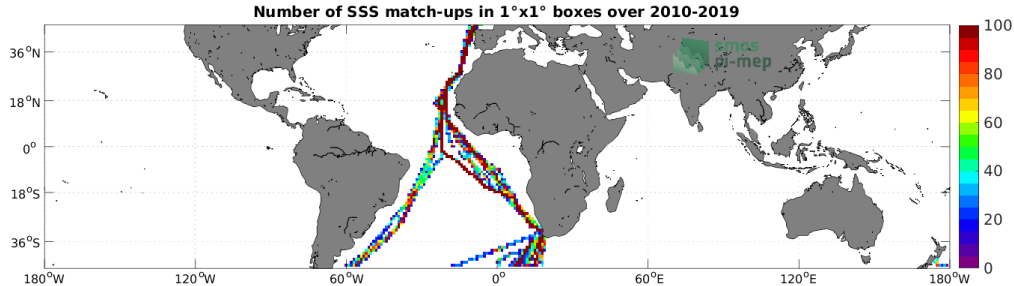 Number of SSS match-ups in 1°x1° boxes over 2010-2019
smos
pi-mep
36°N
18°N
0°
18°S
36°S
180°W
120°W
60°W
0°
60°E
120°E
180°W
100
80
60
40
20
0